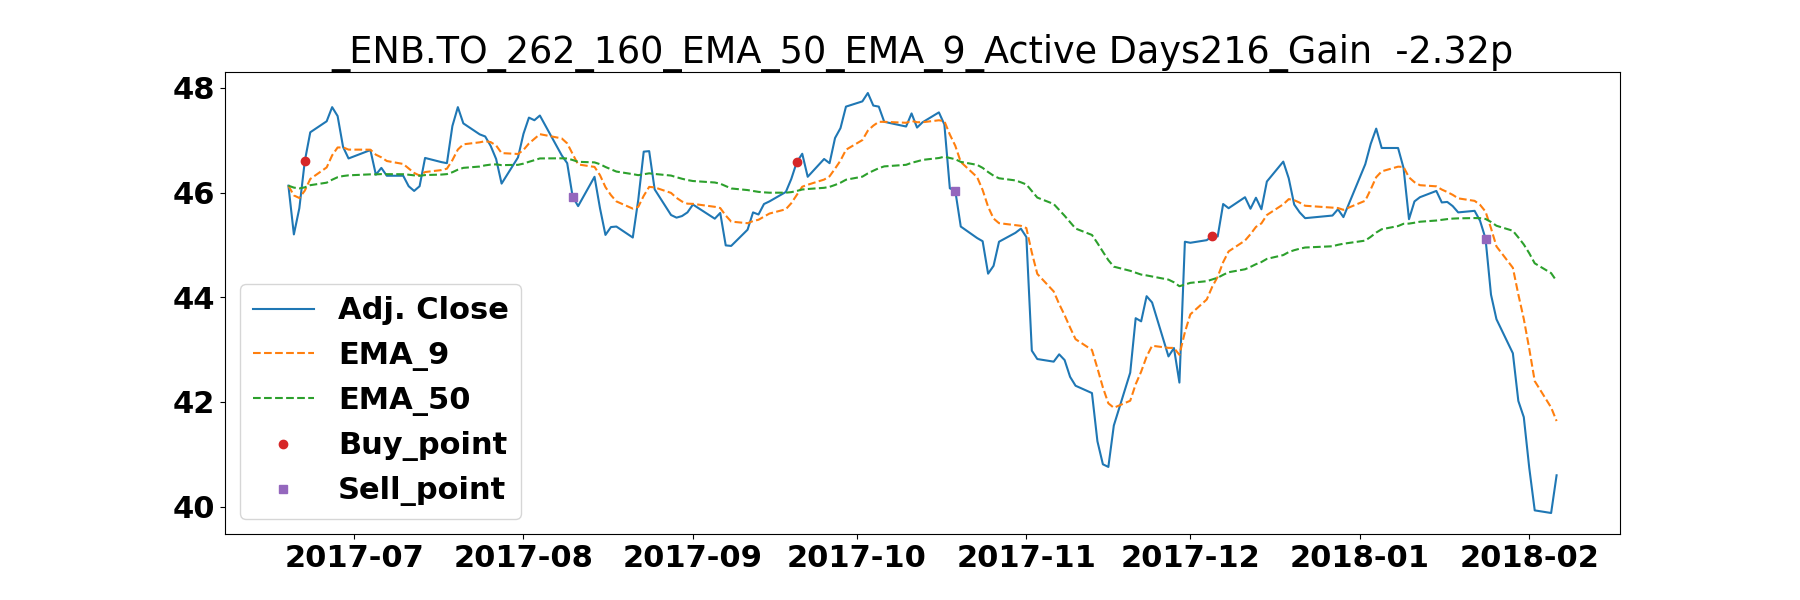 _ENB.TO_262_160_EMA_50_EMA_9_Active Days216_Gain  -2.32p
48
46
44
42
40
Adj. Close
EMA_9
EMA_50
Buy_point
Sell_point
2017-07 2017-08 2017-09 2017-10 2017-11 2017-12 2018-01 2018-02